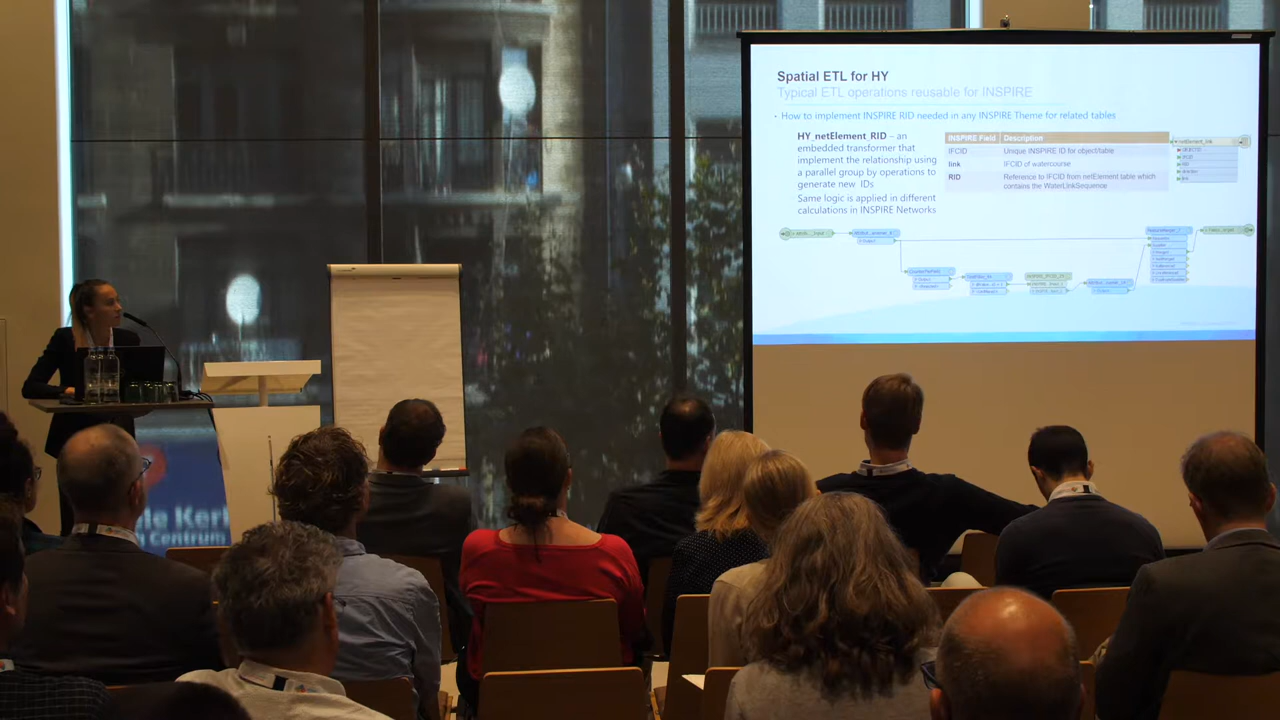 Spatial ETL for HY
Typical ETL operations reusable for INSPIRE
• How to implement INSPIRE RID needed in any INSPIRE Theme for related tables
HY_netElement_RID – an
embedded transformer that
implement the relationship using
a parallel group by operations to
generate new IDs
Same logic is applied in different
calculations in INSPIRE Networks
INSPIRE Field Description
IFCID Unique INSPIRE ID for object/table
link IFCID of watercourse
RID Reference to IFCID from netElement table which
contains the WaterLinkSequence
de Kerk
Centrum